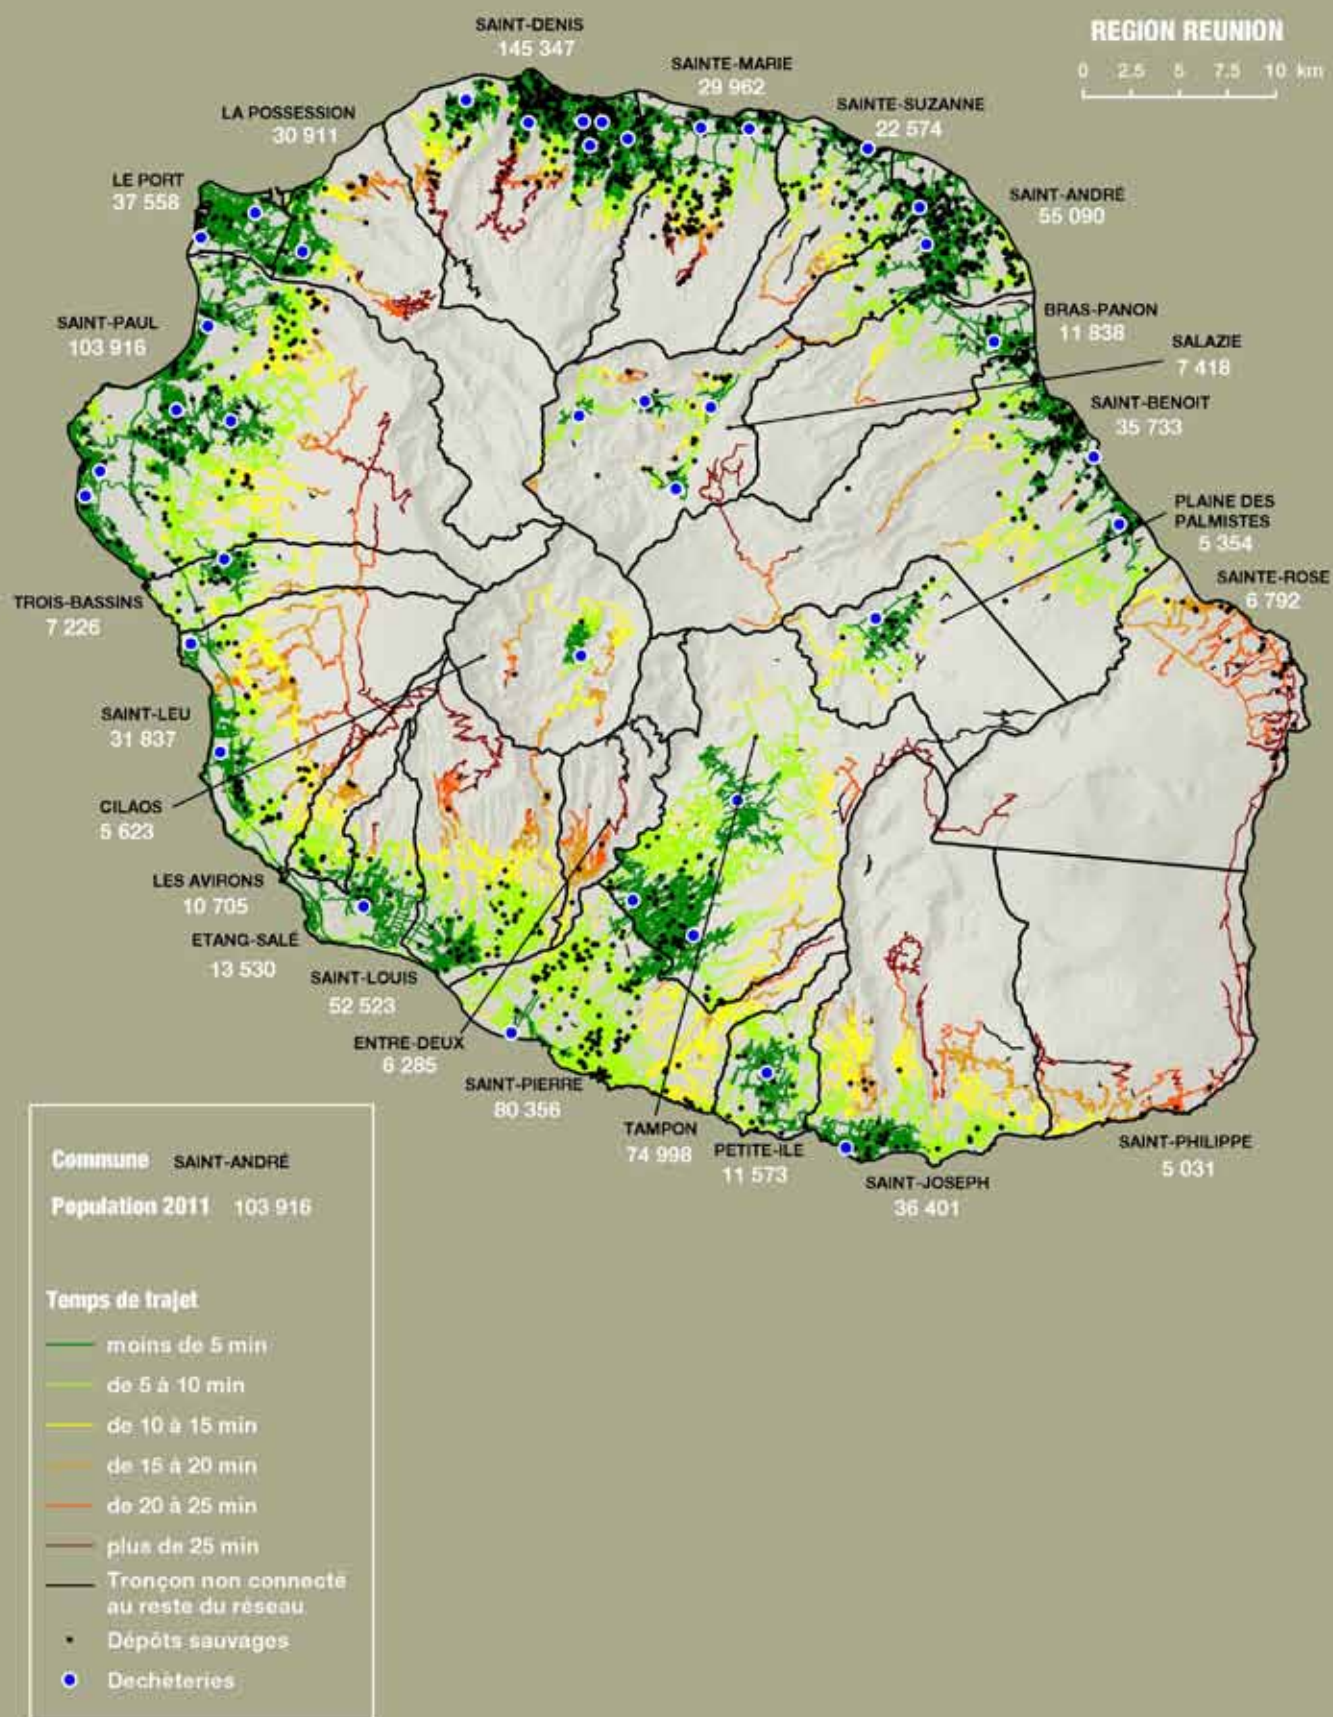 REGION REUNION
0 2.5 5 7.5 10 km
SAINT-DENIS
145 347
SAINTE-MARIE
29 962
SAINTE-SUZANNE
22 574
LA POSSESSION
30 911
LE PORT
37 558
SAINT-ANDRÉ
55 090
SAINT-PAUL
103 916
BRAS-PANON
11 838
SALAZIE
7 418
SAINT-BENOIT
35 733
PLAINE DES
PALMISTES
5 354
SAINTE-ROSE
6 792
TROIS-BASSINS
7 226
SAINT-LEU
31 837
CILAOS
5 623
LES AVIRONS
10 705
ETANG-SALÉ
13 530
SAINT-LOUIS
52 523
ENTRE-DEUX
6 285
SAINT-PIERRE
80 356
TAMPON
74 998
PETITE-ILE
11 573
SAINT-JOSEPH
36 401
SAINT-PHILIPPE
5 031
Commune SAINT-ANDRÉ
Population 2011 103 916
Temps de trajet
moins de 5 min
de 5 à 10 min
de 10 à 15 min
de 15 à 20 min
de 20 à 25 min
plus de 25 min
Tronçon non connecté
au reste du réseau
Dépôts sauvages
Dechèteries